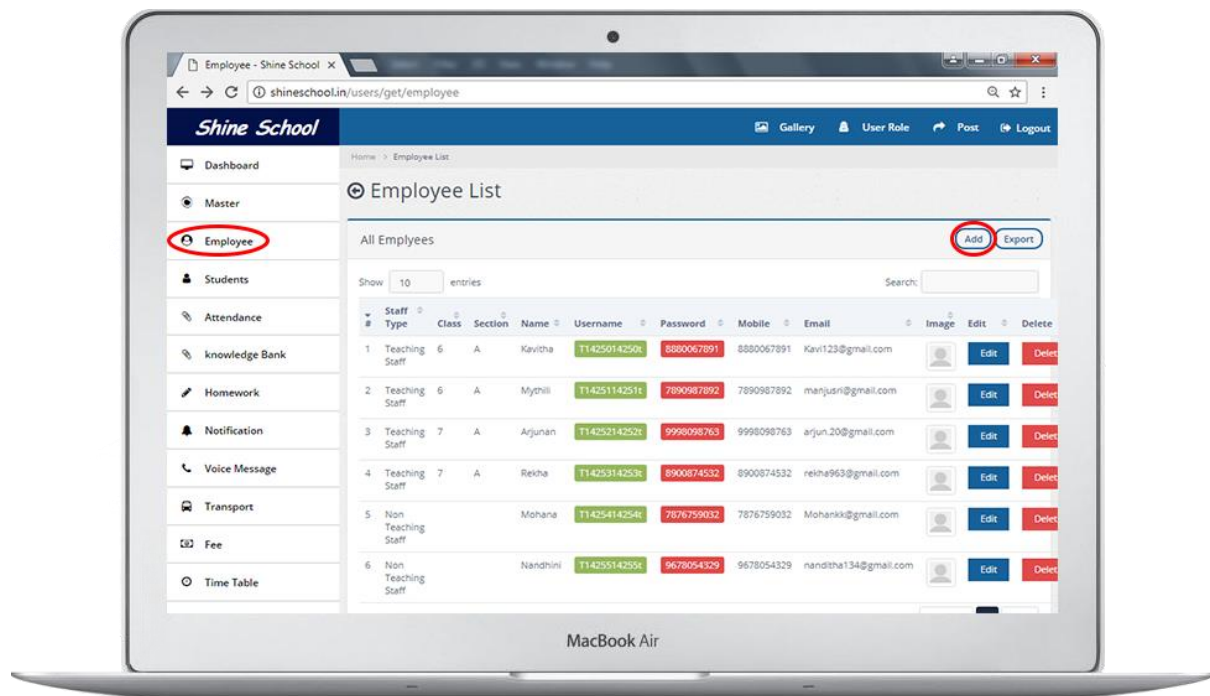 Employee - Shine School
shineschool.in/users/get/employee
Shine School
Gallery User Role Post Logout
Dashboard
Master
Employee
Students
Attendance
knowledge Bank
Homework
Notification
Voice Message
Transport
Fee
Time Table
Home > Employee List
Employee List
All Emplyees Add Export
Show 10 entries Search:
# Staff Type Class Section Name Username Password Mobile Email Image Edit Delete
1 Teaching Staff 6 A Kavitha T1425014250t 8880067891 8880067891 Kavi123@gmail.com Edit Delet
2 Teaching Staff 6 A Mythili T1425114251t 7890987892 7890987892 manjusri@gmail.com Edit Delet
3 Teaching Staff 7 A Arjunan T1425214252t 9998098763 9998098763 arjun.20@gmail.com Edit Delet
4 Teaching Staff 7 A Rekha T1425314253t 8900874532 8900874532 rekha963@gmail.com Edit Delet
5 Non Teaching Staff Mohana T1425414254t 7876759032 7876759032 Mohankk@gmail.com Edit Delet
6 Non Teaching Staff Nandhini T1425514255t 9678054329 9678054329 nanditha134@gmail.com Edit Delet
MacBook Air